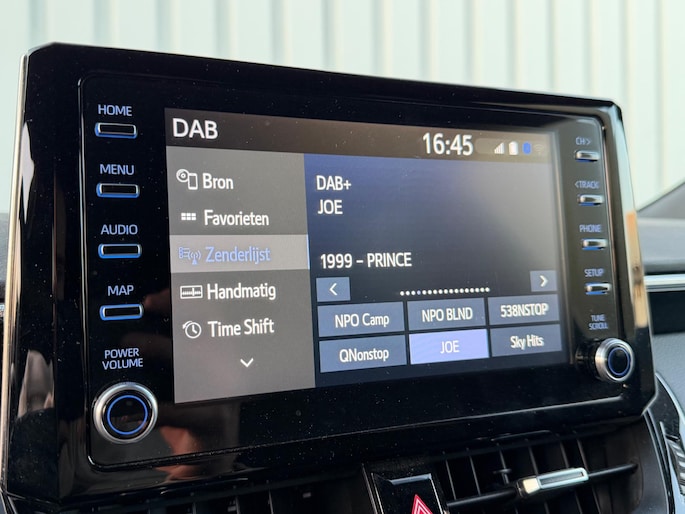 HOME
MENU
AUDIO
MAP
POWER
VOLUME
DAB
16:45
Bron
Favorieten
Zenderlijst
Handmatig
Time Shift
DAB+
JOE
1999 – PRINCE
NPO Camp
NPO BLND
538NSTOP
QNonstop
JOE
Sky Hits
CH >
< TRACK
PHONE
SETUP
TUNE
SCROLL